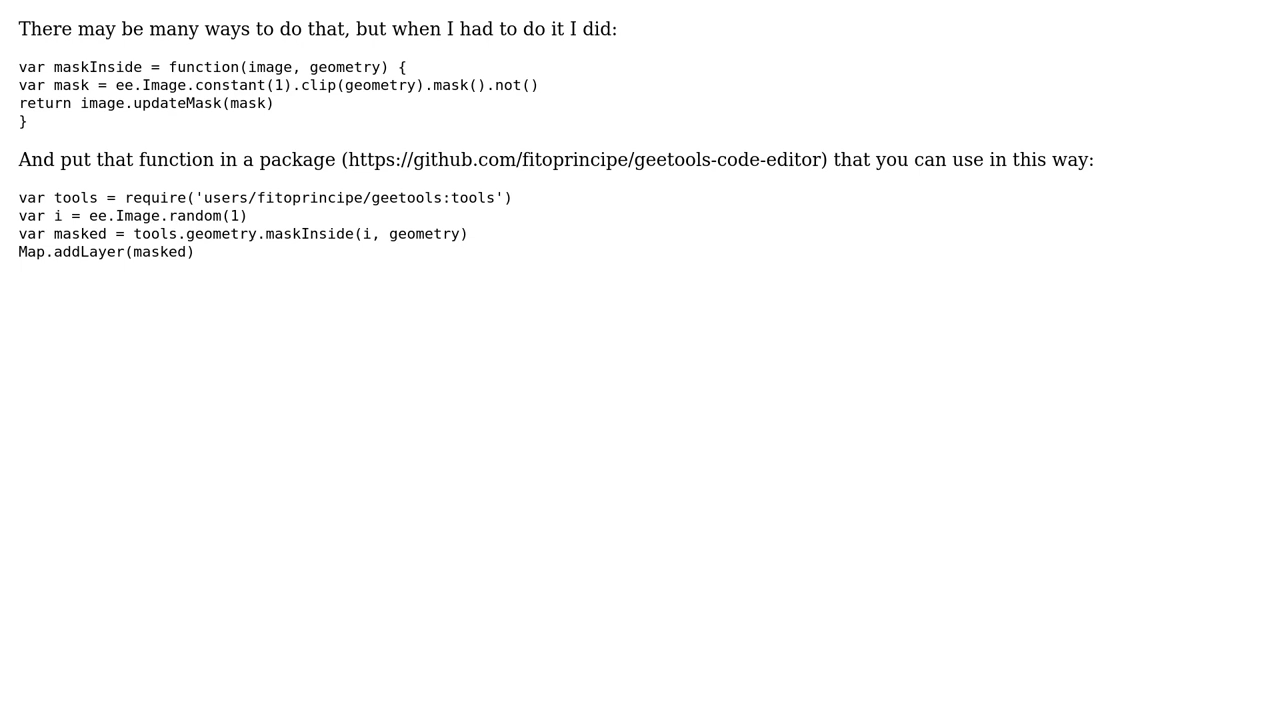 There may be many ways to do that, but when I had to do it I did:
var maskInside = function(image, geometry) {
var mask = ee.Image.constant(1).clip(geometry).mask().not()
return image.updateMask(mask)
}
And put that function in a package (https://github.com/fitoprincipe/geetools-code-editor) that you can use in this way:
var tools = require('users/fitoprincipe/geetools:tools')
var i = ee.Image.random(1)
var masked = tools.geometry.maskInside(i, geometry)
Map.addLayer(masked)